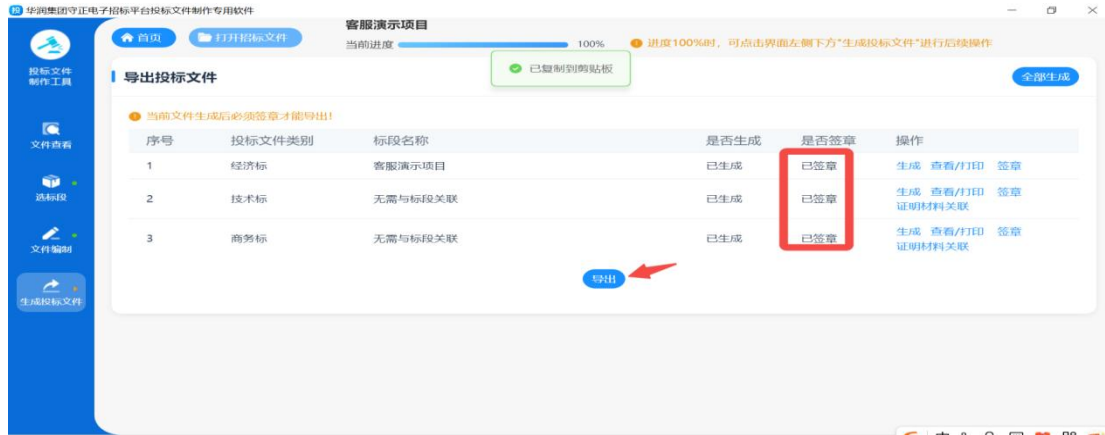 投 华润集团守正电子招标平台投标文件制作专用软件
投标文件
制作工具
首页
打开招标文件
客服演示项目
当前进度 100%
进度100%时，可点击界面左侧下方"生成投标文件"进行后续操作
导出投标文件
已复制到剪贴板
全部生成
当前文件生成后必须签章才能导出!
序号 投标文件类别 标段名称 是否生成 是否签章 操作
1 经济标 客服演示项目 已生成 已签章 生成 查看/打印 签章
2 技术标 无需与标段关联 已生成 已签章 生成 查看/打印 签章
证明材料关联
3 商务标 无需与标段关联 已生成 已签章 生成 查看/打印 签章
证明材料关联
导出
文件查看
选标段
文件编制
生成投标文件